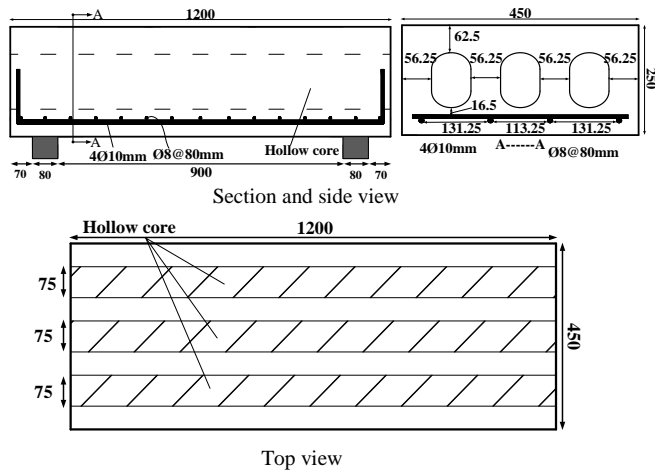 1200
A
450
62.5
56.25 56.25 56.25 56.25
250
16.5
131.25 113.25 131.25
A
4Ø10mm Ø8@80mm Hollow core
4Ø10mm A------A Ø8@80mm
70 80 900 80 70
Section and side view
Hollow core
1200
75
75
75
450
Top view